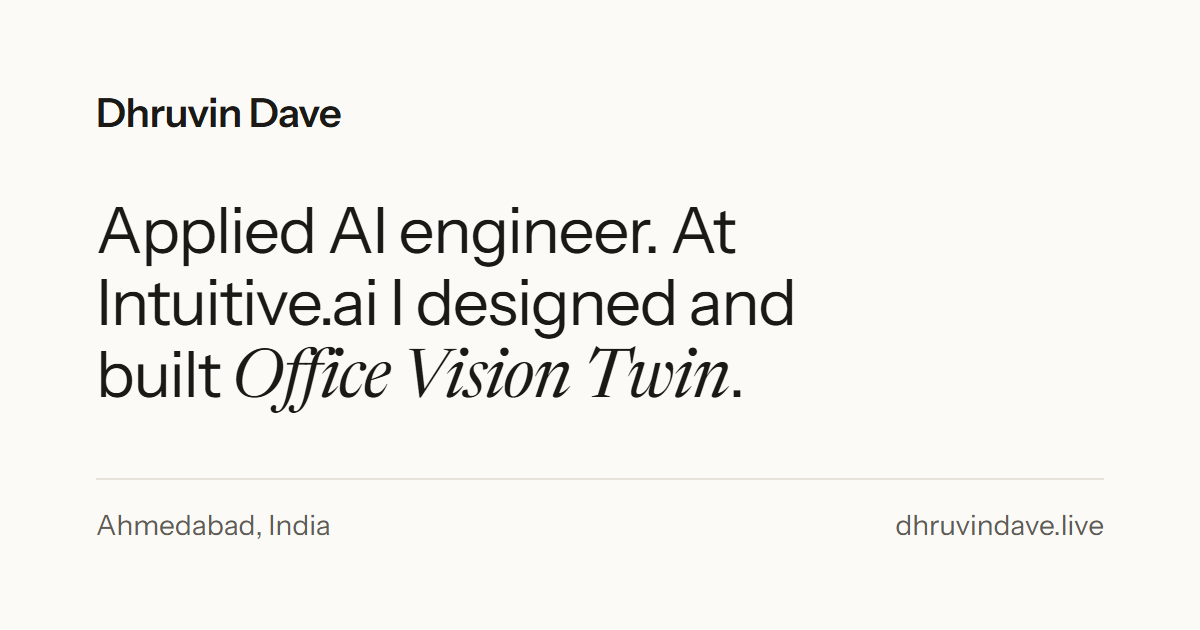 Dhruvin Dave
Applied AI engineer. At
Intuitive.ai I designed and
built Office Vision Twin.
Ahmedabad, India
dhruvindave.live